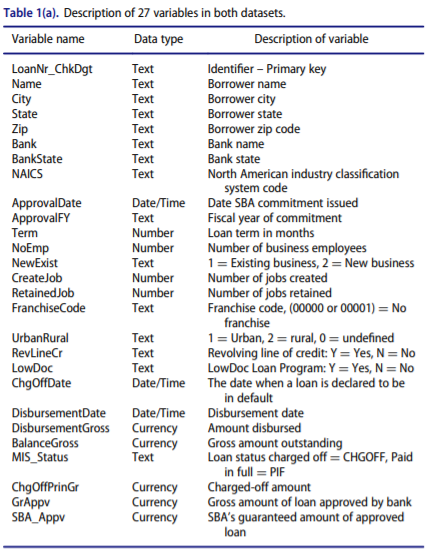 Table 1(a). Description of 27 variables in both datasets.
Variable name Data type Description of variable
LoanNr_ChkDgt Text Identifier – Primary key
Name Text Borrower name
City Text Borrower city
State Text Borrower state
Zip Text Borrower zip code
Bank Text Bank name
BankState Text Bank state
NAICS Text North American industry classification
system code
ApprovalDate Date/Time Date SBA commitment issued
ApprovalFY Text Fiscal year of commitment
Term Number Loan term in months
NoEmp Number Number of business employees
NewExist Text 1 = Existing business, 2 = New business
CreateJob Number Number of jobs created
RetainedJob Number Number of jobs retained
FranchiseCode Text Franchise code, (00000 or 00001) = No
franchise
UrbanRural Text 1 = Urban, 2 = rural, 0 = undefined
RevLineCr Text Revolving line of credit: Y = Yes, N = No
LowDoc Text LowDoc Loan Program: Y = Yes, N = No
ChgOffDate Date/Time The date when a loan is declared to be
in default
DisbursementDate Date/Time Disbursement date
DisbursementGross Currency Amount disbursed
BalanceGross Currency Gross amount outstanding
MIS_Status Text Loan status charged off = CHGOFF, Paid
in full = PIF
ChgOffPrinGr Currency Charged-off amount
GrAppv Currency Gross amount of loan approved by bank
SBA_Appv Currency SBA's guaranteed amount of approved
loan